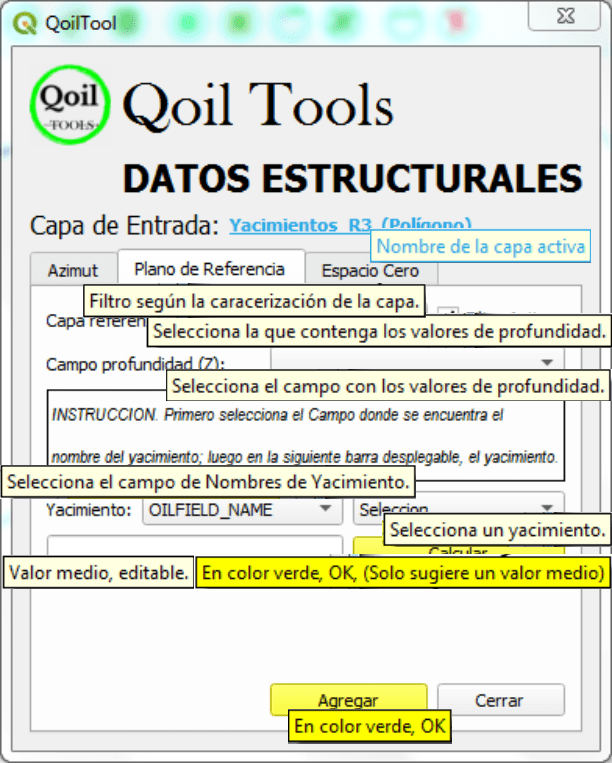 QoilTool
Qoil
TOOLS
Qoil Tools
DATOS ESTRUCTURALES
Capa de Entrada: Yacimientos_R3 (Polígono)
Nombre de la capa activa
Azimut Plano de Referencia Espacio Cero
Filtro según la caracerización de la capa.
Capa referen
Selecciona la que contenga los valores de profundidad.
Campo profundidad (Z):
Selecciona el campo con los valores de profundidad.
INSTRUCCION. Primero selecciona el Campo donde se encuentra el
nombre del yacimiento; luego en la siguiente barra desplegable, el yacimiento.
Selecciona el campo de Nombres de Yacimiento.
Yacimiento: OILFIELD_NAME Seleccion
Selecciona un yacimiento.
Calcular
Valor medio, editable. En color verde, OK, (Solo sugiere un valor medio)
Agregar Cerrar
En color verde, OK